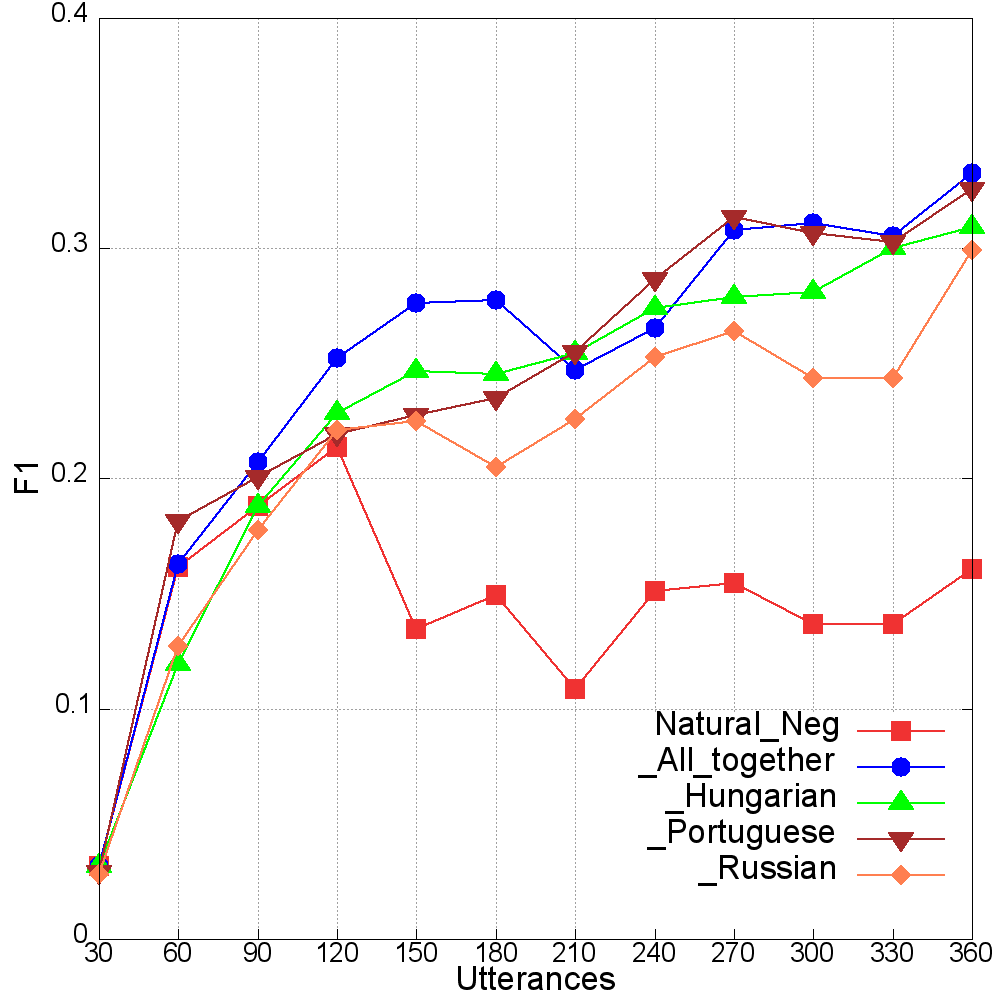 0.4
0.3
0.2
0.1
0
F1
Natural_Neg
_All_together
_Hungarian
_Portuguese
_Russian
30 60 90 120 150 180 210 240 270 300 330 360
Utterances